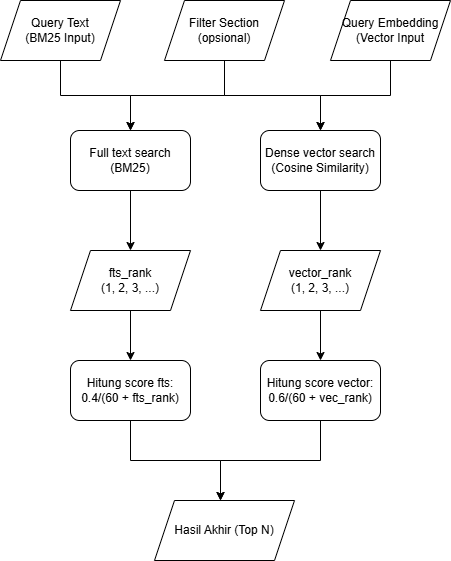 Query Text
(BM25 Input)
Filter Section
(opsional)
Query Embedding
(Vector Input
Full text search
(BM25)
Dense vector search
(Cosine Similarity)
fts_rank
(1, 2, 3, ...)
vector_rank
(1, 2, 3, ...)
Hitung score fts:
0.4/(60 + fts_rank)
Hitung score vector:
0.6/(60 + vec_rank)
Hasil Akhir (Top N)